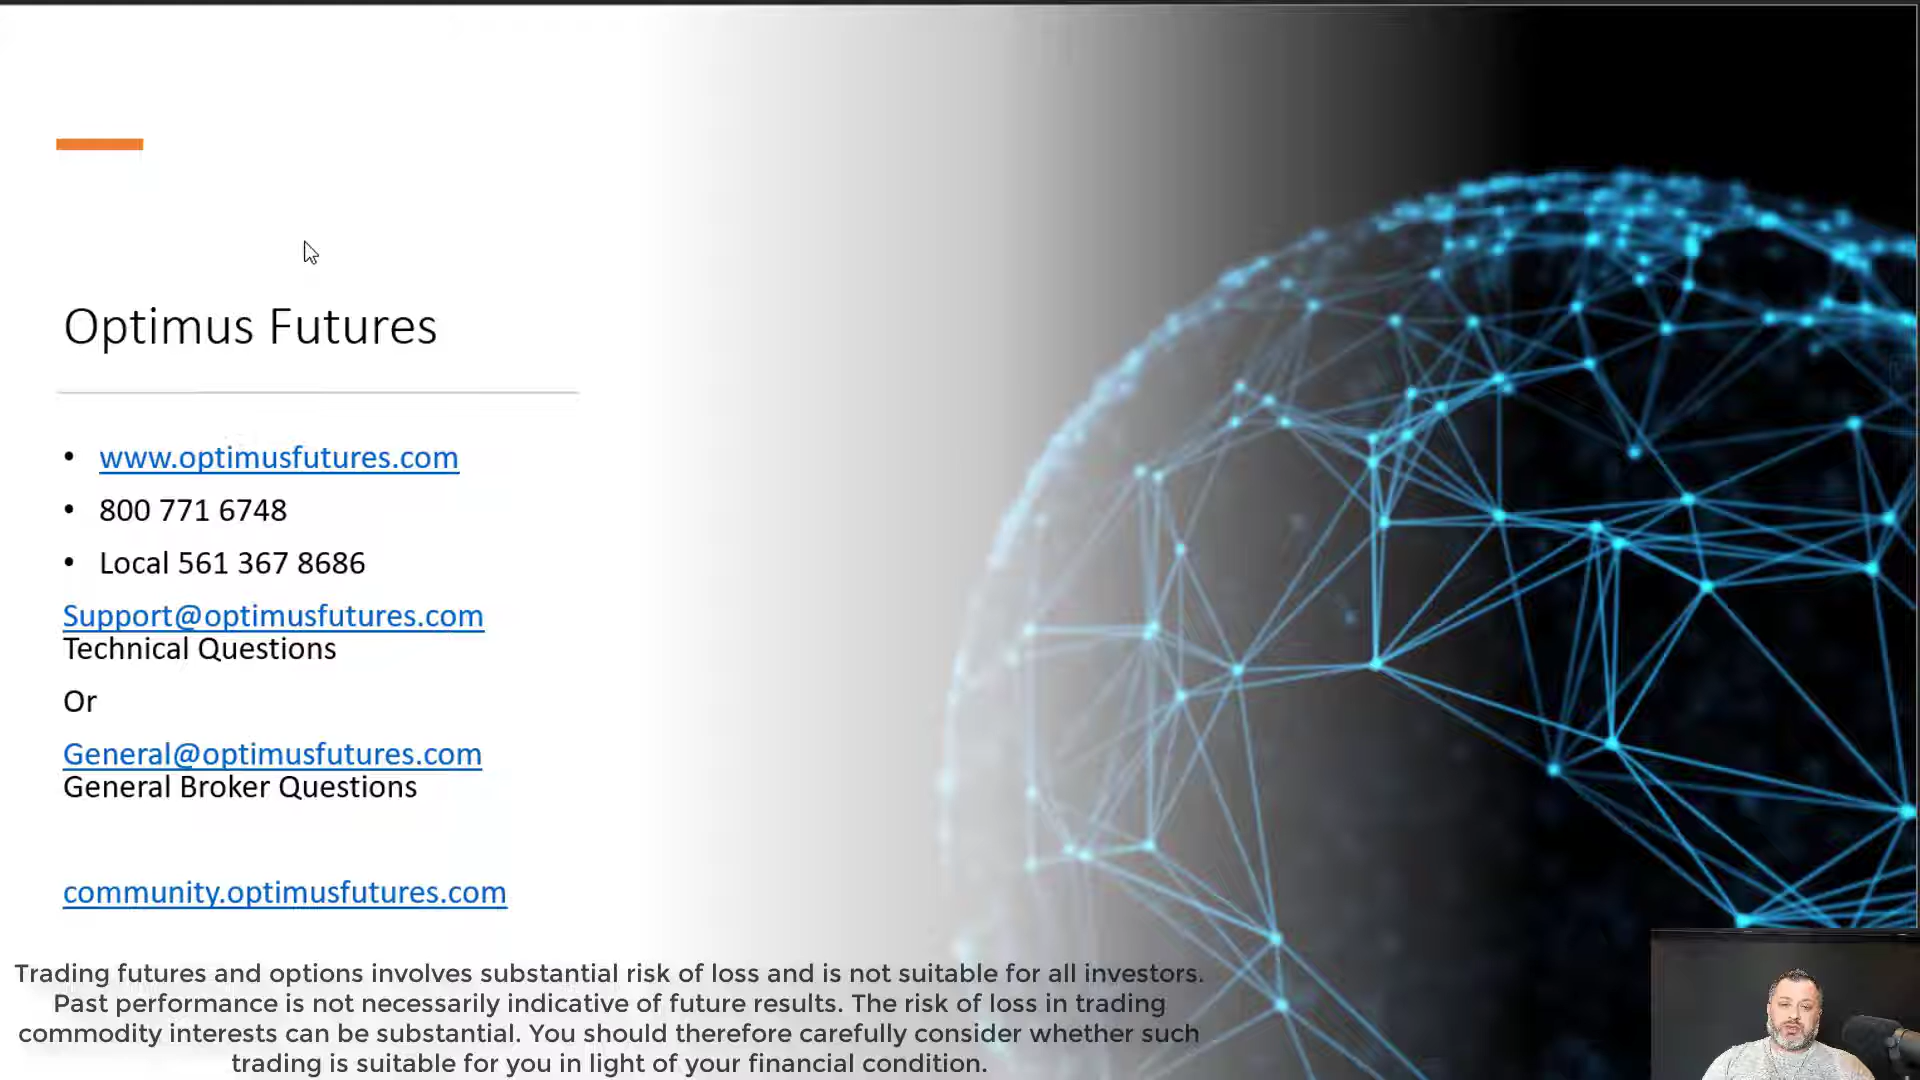 Optimus Futures
• www.optimusfutures.com
• 800 771 6748
• Local 561 367 8686
Support@optimusfutures.com
Technical Questions
Or
General@optimusfutures.com
General Broker Questions
community.optimusfutures.com
Trading futures and options involves substantial risk of loss and is not suitable for all investors.
Past performance is not necessarily indicative of future results. The risk of loss in trading
commodity interests can be substantial. You should therefore carefully consider whether such
trading is suitable for you in light of your financial condition.